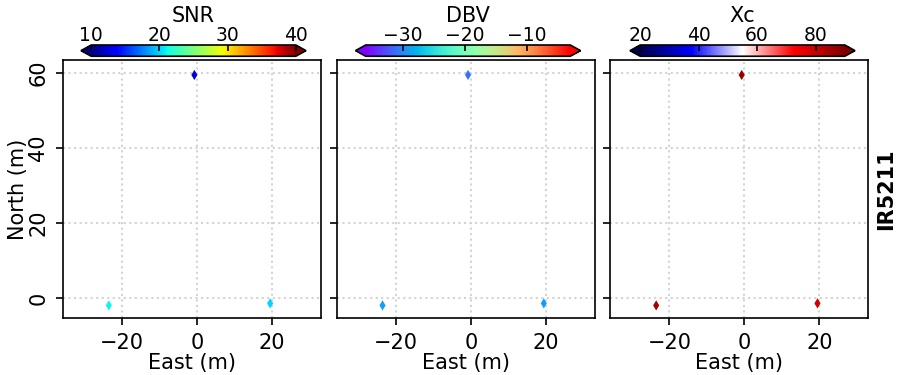 SNR DBV Xc
10 20 30 40 −30 −20 −10 20 40 60 80
60
40
20
0
North (m)
−20 0 20 −20 0 20 −20 0 20
East (m) East (m) East (m)
IR5211